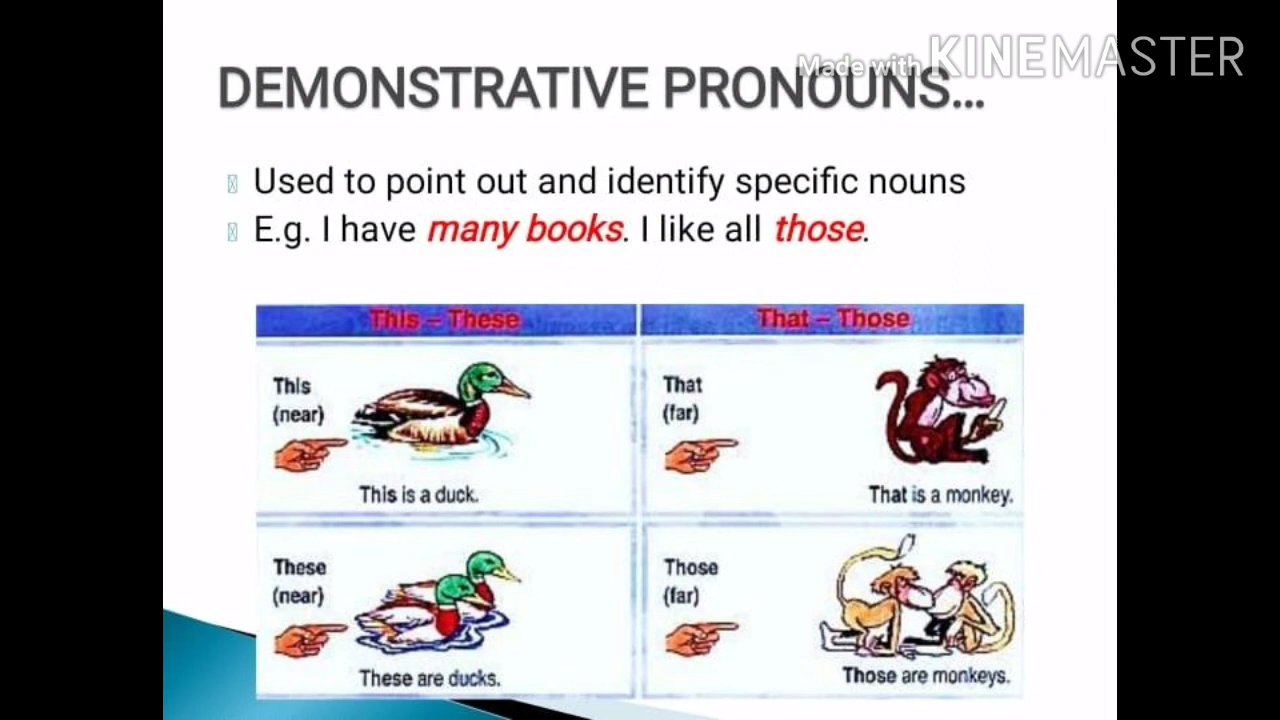 Made with KINEMASTER
DEMONSTRATIVE PRONOUNS...
Used to point out and identify specific nouns
E.g. I have many books. I like all those.
This – These
That – Those
This
(near)
This is a duck.
That
(far)
That is a monkey.
These
(near)
These are ducks.
Those
(far)
Those are monkeys.